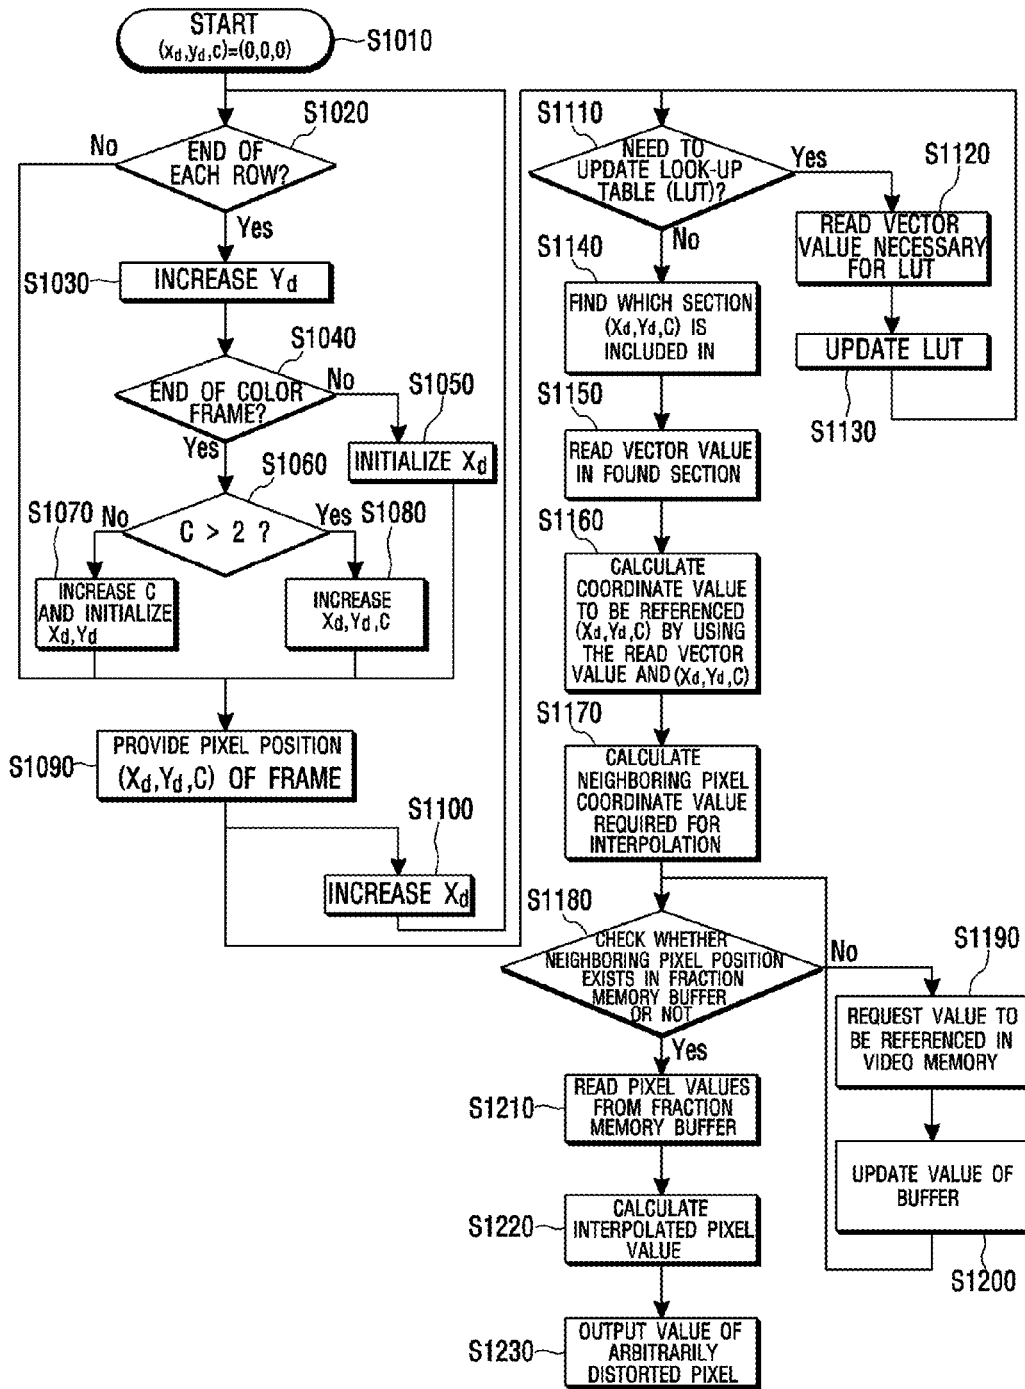 START
(xd,yd,c)=(0,0,0)
S1010
S1020
No
END OF
EACH ROW?
Yes
S1030
INCREASE Yd
S1040
END OF COLOR
FRAME?
No
S1050
Yes
INITIALIZE Xd
S1060
S1070
No
C > 2 ?
Yes
S1080
INCREASE C
AND INITIALIZE
Xd,Yd
INCREASE
Xd,Yd,C
S1090
PROVIDE PIXEL POSITION
(Xd,Yd,C) OF FRAME
S1100
INCREASE Xd
S1110
NEED TO
UPDATE LOOK-UP
TABLE (LUT)?
Yes
S1120
READ VECTOR
VALUE NECESSARY
FOR LUT
No
S1140
FIND WHICH SECTION
(Xd,Yd,C) IS
INCLUDED IN
UPDATE LUT
S1130
S1150
READ VECTOR VALUE
IN FOUND SECTION
S1160
CALCULATE
COORDINATE VALUE
TO BE REFERENCED
(Xd,Yd,C) BY USING
THE READ VECTOR
VALUE AND (Xd,Yd,C)
S1170
CALCULATE
NEIGHBORING PIXEL
COORDINATE VALUE
REQUIRED FOR
INTERPOLATION
S1180
CHECK WHETHER
NEIGHBORING PIXEL POSITION
EXISTS IN FRACTION
MEMORY BUFFER
OR NOT
No
S1190
REQUEST VALUE TO
BE REFERENCED IN
VIDEO MEMORY
Yes
S1210
READ PIXEL VALUES
FROM FRACTION
MEMORY BUFFER
UPDATE VALUE OF
BUFFER
S1200
S1220
CALCULATE
INTERPOLATED PIXEL
VALUE
S1230
OUTPUT VALUE OF
ARBITRARILY
DISTORTED PIXEL